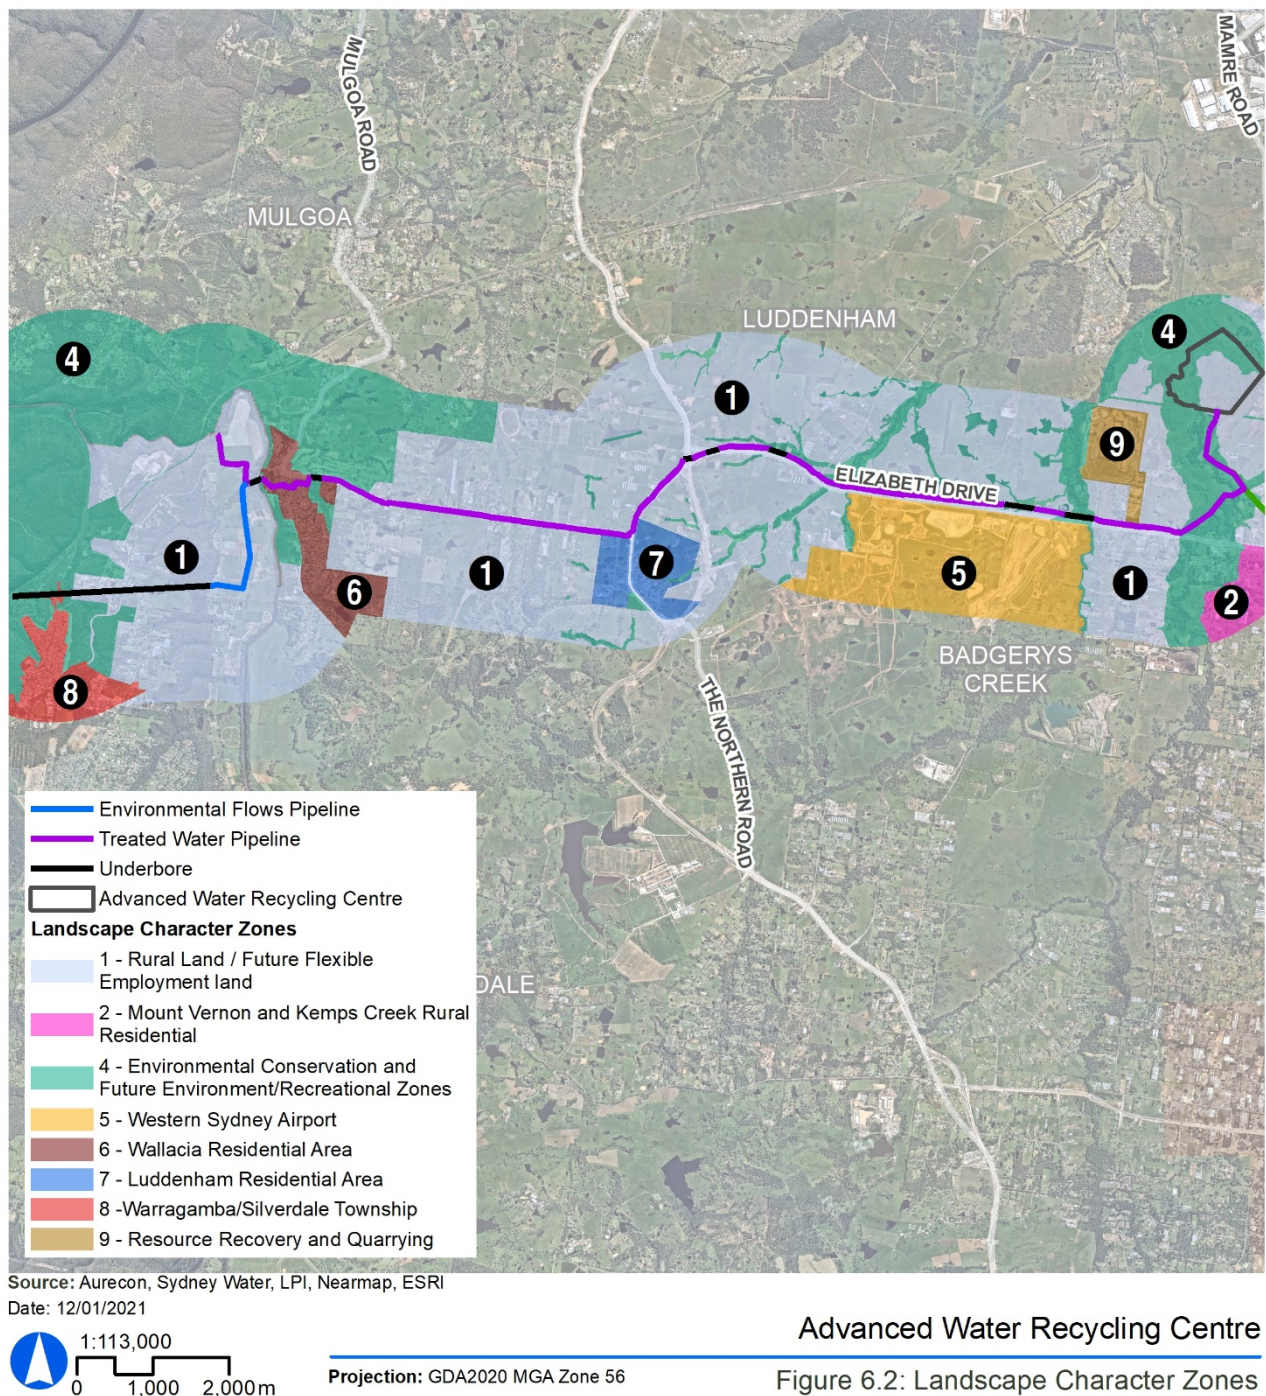 MULGOA ROAD
MAMRE ROAD
MULGOA
LUDDENHAM
4
4
1
9
ELIZABETH DRIVE
1
1
7
5
1
6
2
8
BADGERYS
CREEK
THE NORTHERN ROAD
DALE
Environmental Flows Pipeline
Treated Water Pipeline
Underbore
Advanced Water Recycling Centre
Landscape Character Zones
1 - Rural Land / Future Flexible
Employment land
2 - Mount Vernon and Kemps Creek Rural
Residential
4 - Environmental Conservation and
Future Environment/Recreational Zones
5 - Western Sydney Airport
6 - Wallacia Residential Area
7 - Luddenham Residential Area
8 -Warragamba/Silverdale Township
9 - Resource Recovery and Quarrying
Source: Aurecon, Sydney Water, LPI, Nearmap, ESRI
Date: 12/01/2021
1:113,000
0 1,000 2,000m
Projection: GDA2020 MGA Zone 56
Advanced Water Recycling Centre
Figure 6.2: Landscape Character Zones